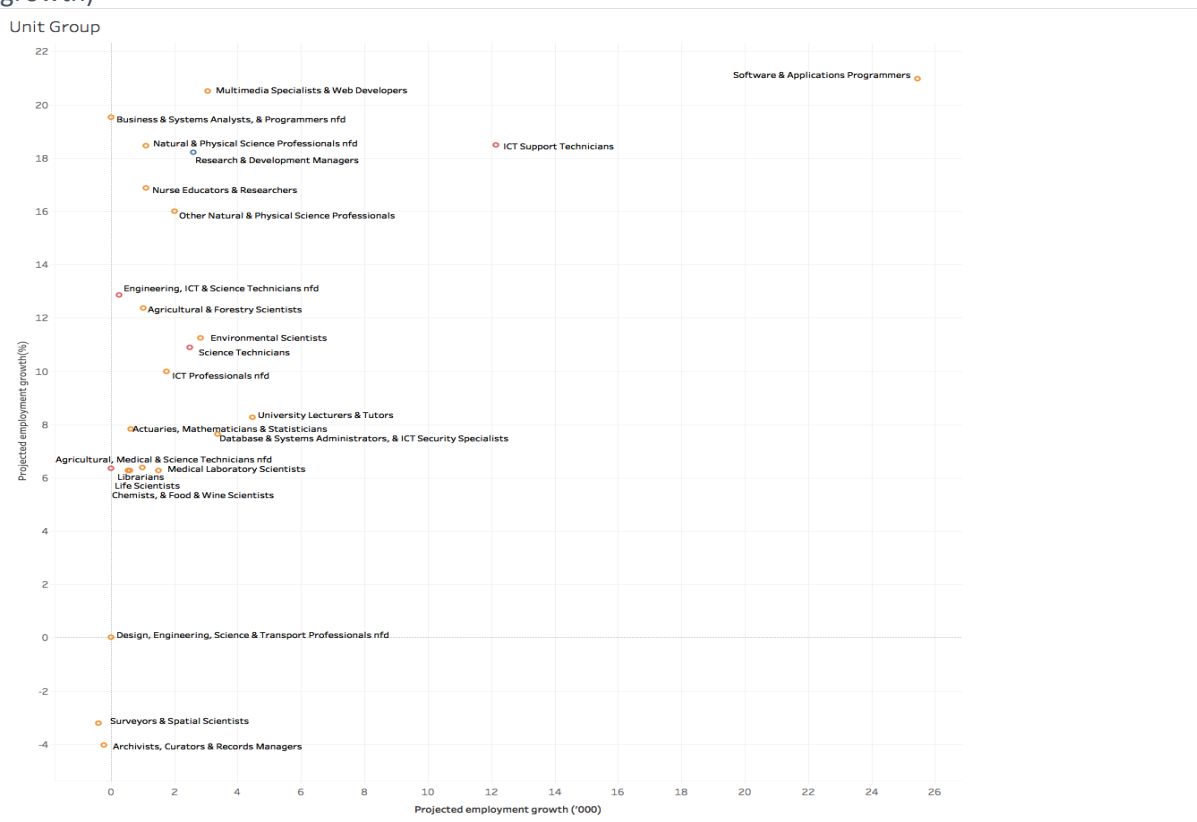 growth)
Unit Group
22
Software & Applications Programmers
Multimedia Specialists & Web Developers
20
Business & Systems Analysts, & Programmers nfd
Natural & Physical Science Professionals nfd
ICT Support Technicians
18
Research & Development Managers
Nurse Educators & Researchers
16
Other Natural & Physical Science Professionals
14
Engineering, ICT & Science Technicians nfd
Agricultural & Forestry Scientists
12
Environmental Scientists
Science Technicians
10
ICT Professionals nfd
University Lecturers & Tutors
8
Actuaries, Mathematicians & Statisticians
Database & Systems Administrators, & ICT Security Specialists
Agricultural, Medical & Science Technicians nfd
Medical Laboratory Scientists
6
Librarians
Life Scientists
Chemists, & Food & Wine Scientists
4
2
0
Design, Engineering, Science & Transport Professionals nfd
-2
Surveyors & Spatial Scientists
-4
Archivists, Curators & Records Managers
Projected employment growth(%)
0 2 4 6 8 10 12 14 16 18 20 22 24 26
Projected employment growth ('000)